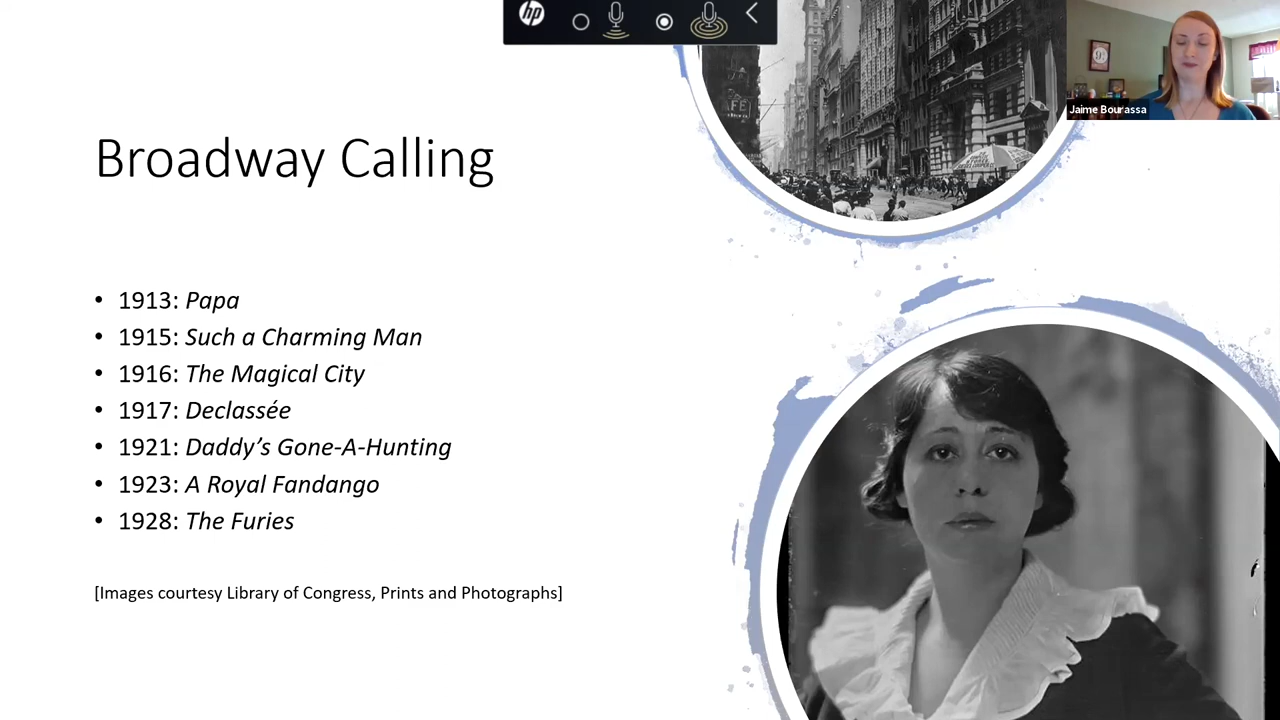 hp
Jaime Bourassa
Broadway Calling
• 1913: Papa
• 1915: Such a Charming Man
• 1916: The Magical City
• 1917: Declassée
• 1921: Daddy’s Gone-A-Hunting
• 1923: A Royal Fandango
• 1928: The Furies
[Images courtesy Library of Congress, Prints and Photographs]